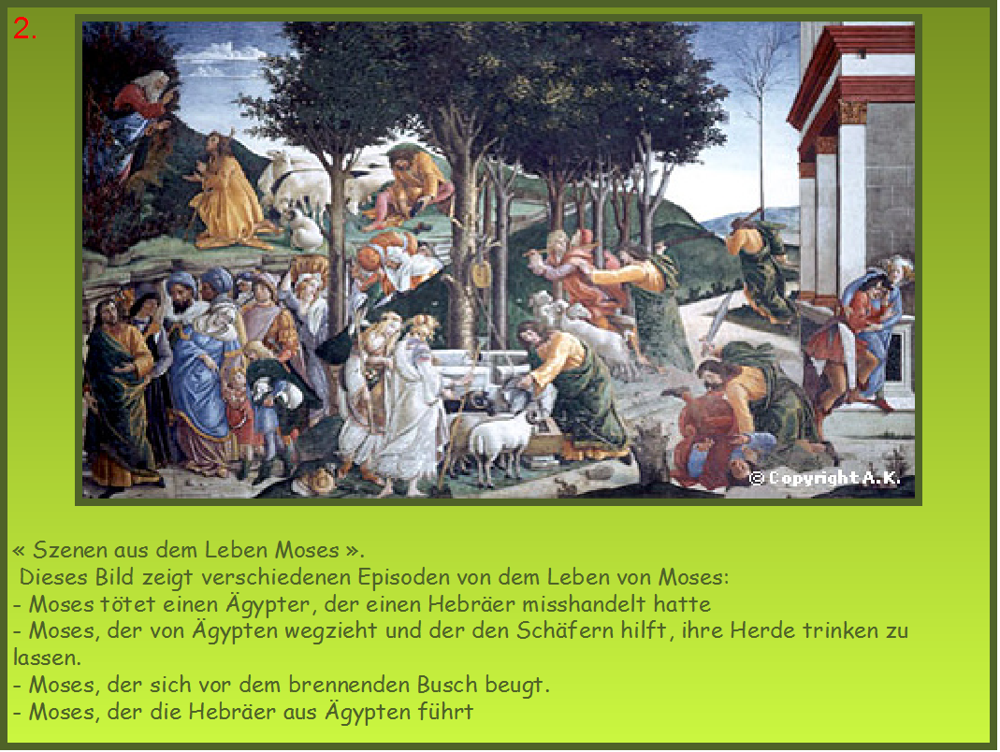 2.
© Copyright A.K.
« Szenen aus dem Leben Moses ».
Dieses Bild zeigt verschiedenen Episoden von dem Leben von Moses:
- Moses tötet einen Ägypter, der einen Hebräer misshandelt hatte
- Moses, der von Ägypten wegzieht und der den Schäfern hilft, ihre Herde trinken zu
lassen.
- Moses, der sich vor dem brennenden Busch beugt.
- Moses, der die Hebräer aus Ägypten führt